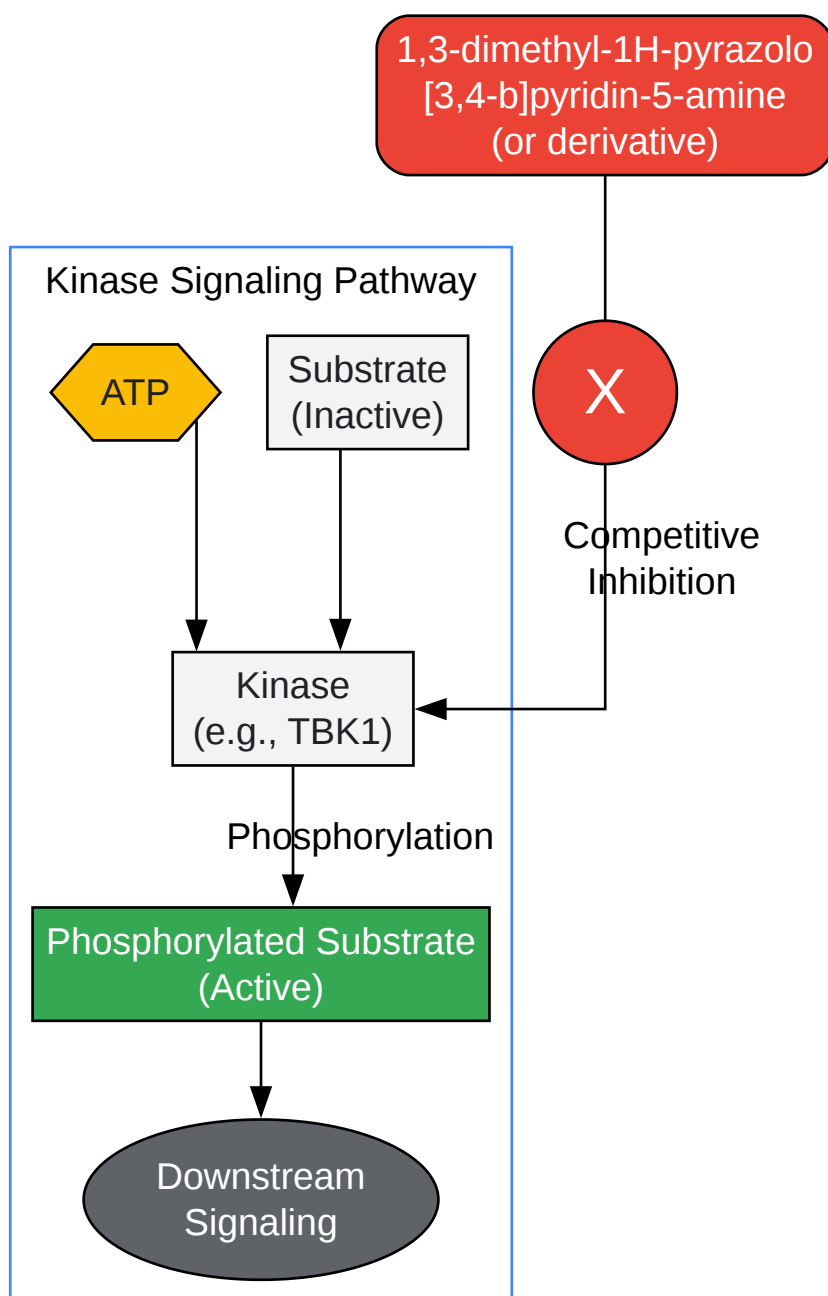 1,3-dimethyl-1H-pyrazolo
[3,4-b]pyridin-5-amine
(or derivative)
Kinase Signaling Pathway
ATP
Substrate
(Inactive)
X
Competitive
Inhibition
Kinase
(e.g., TBK1)
Phosphorylation
Phosphorylated Substrate
(Active)
Downstream
Signaling